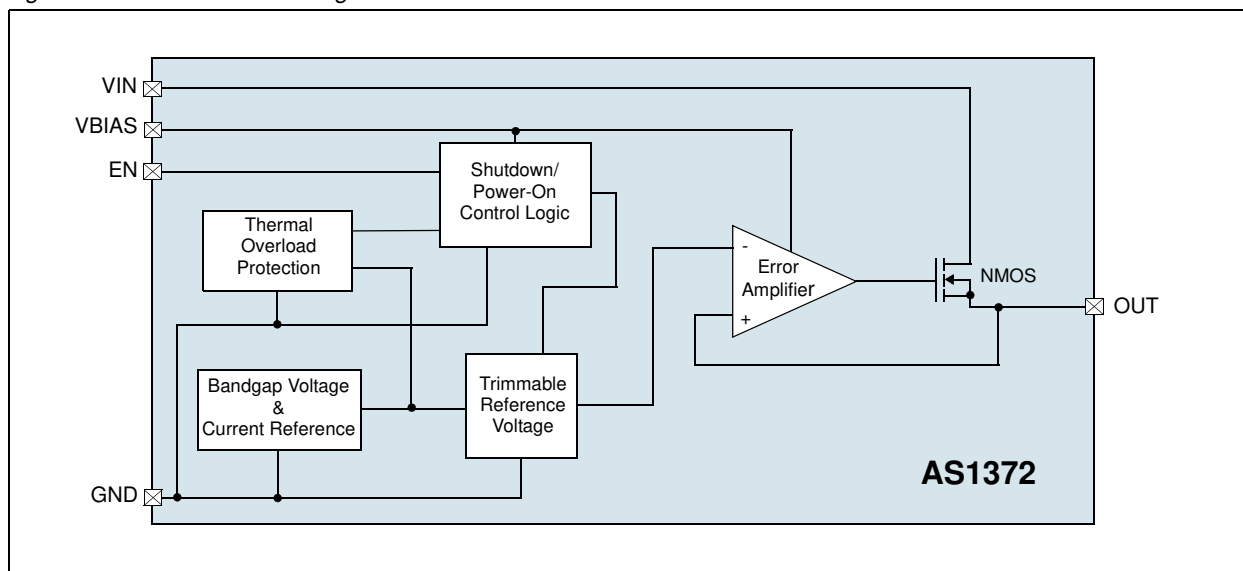 VIN
VBIAS
EN
Shutdown/
Power-On
Control Logic
Thermal
Overload
Protection
-
Error
Amplifier
+
NMOS
OUT
Bandgap Voltage
&
Current Reference
Trimmable
Reference
Voltage
GND
AS1372